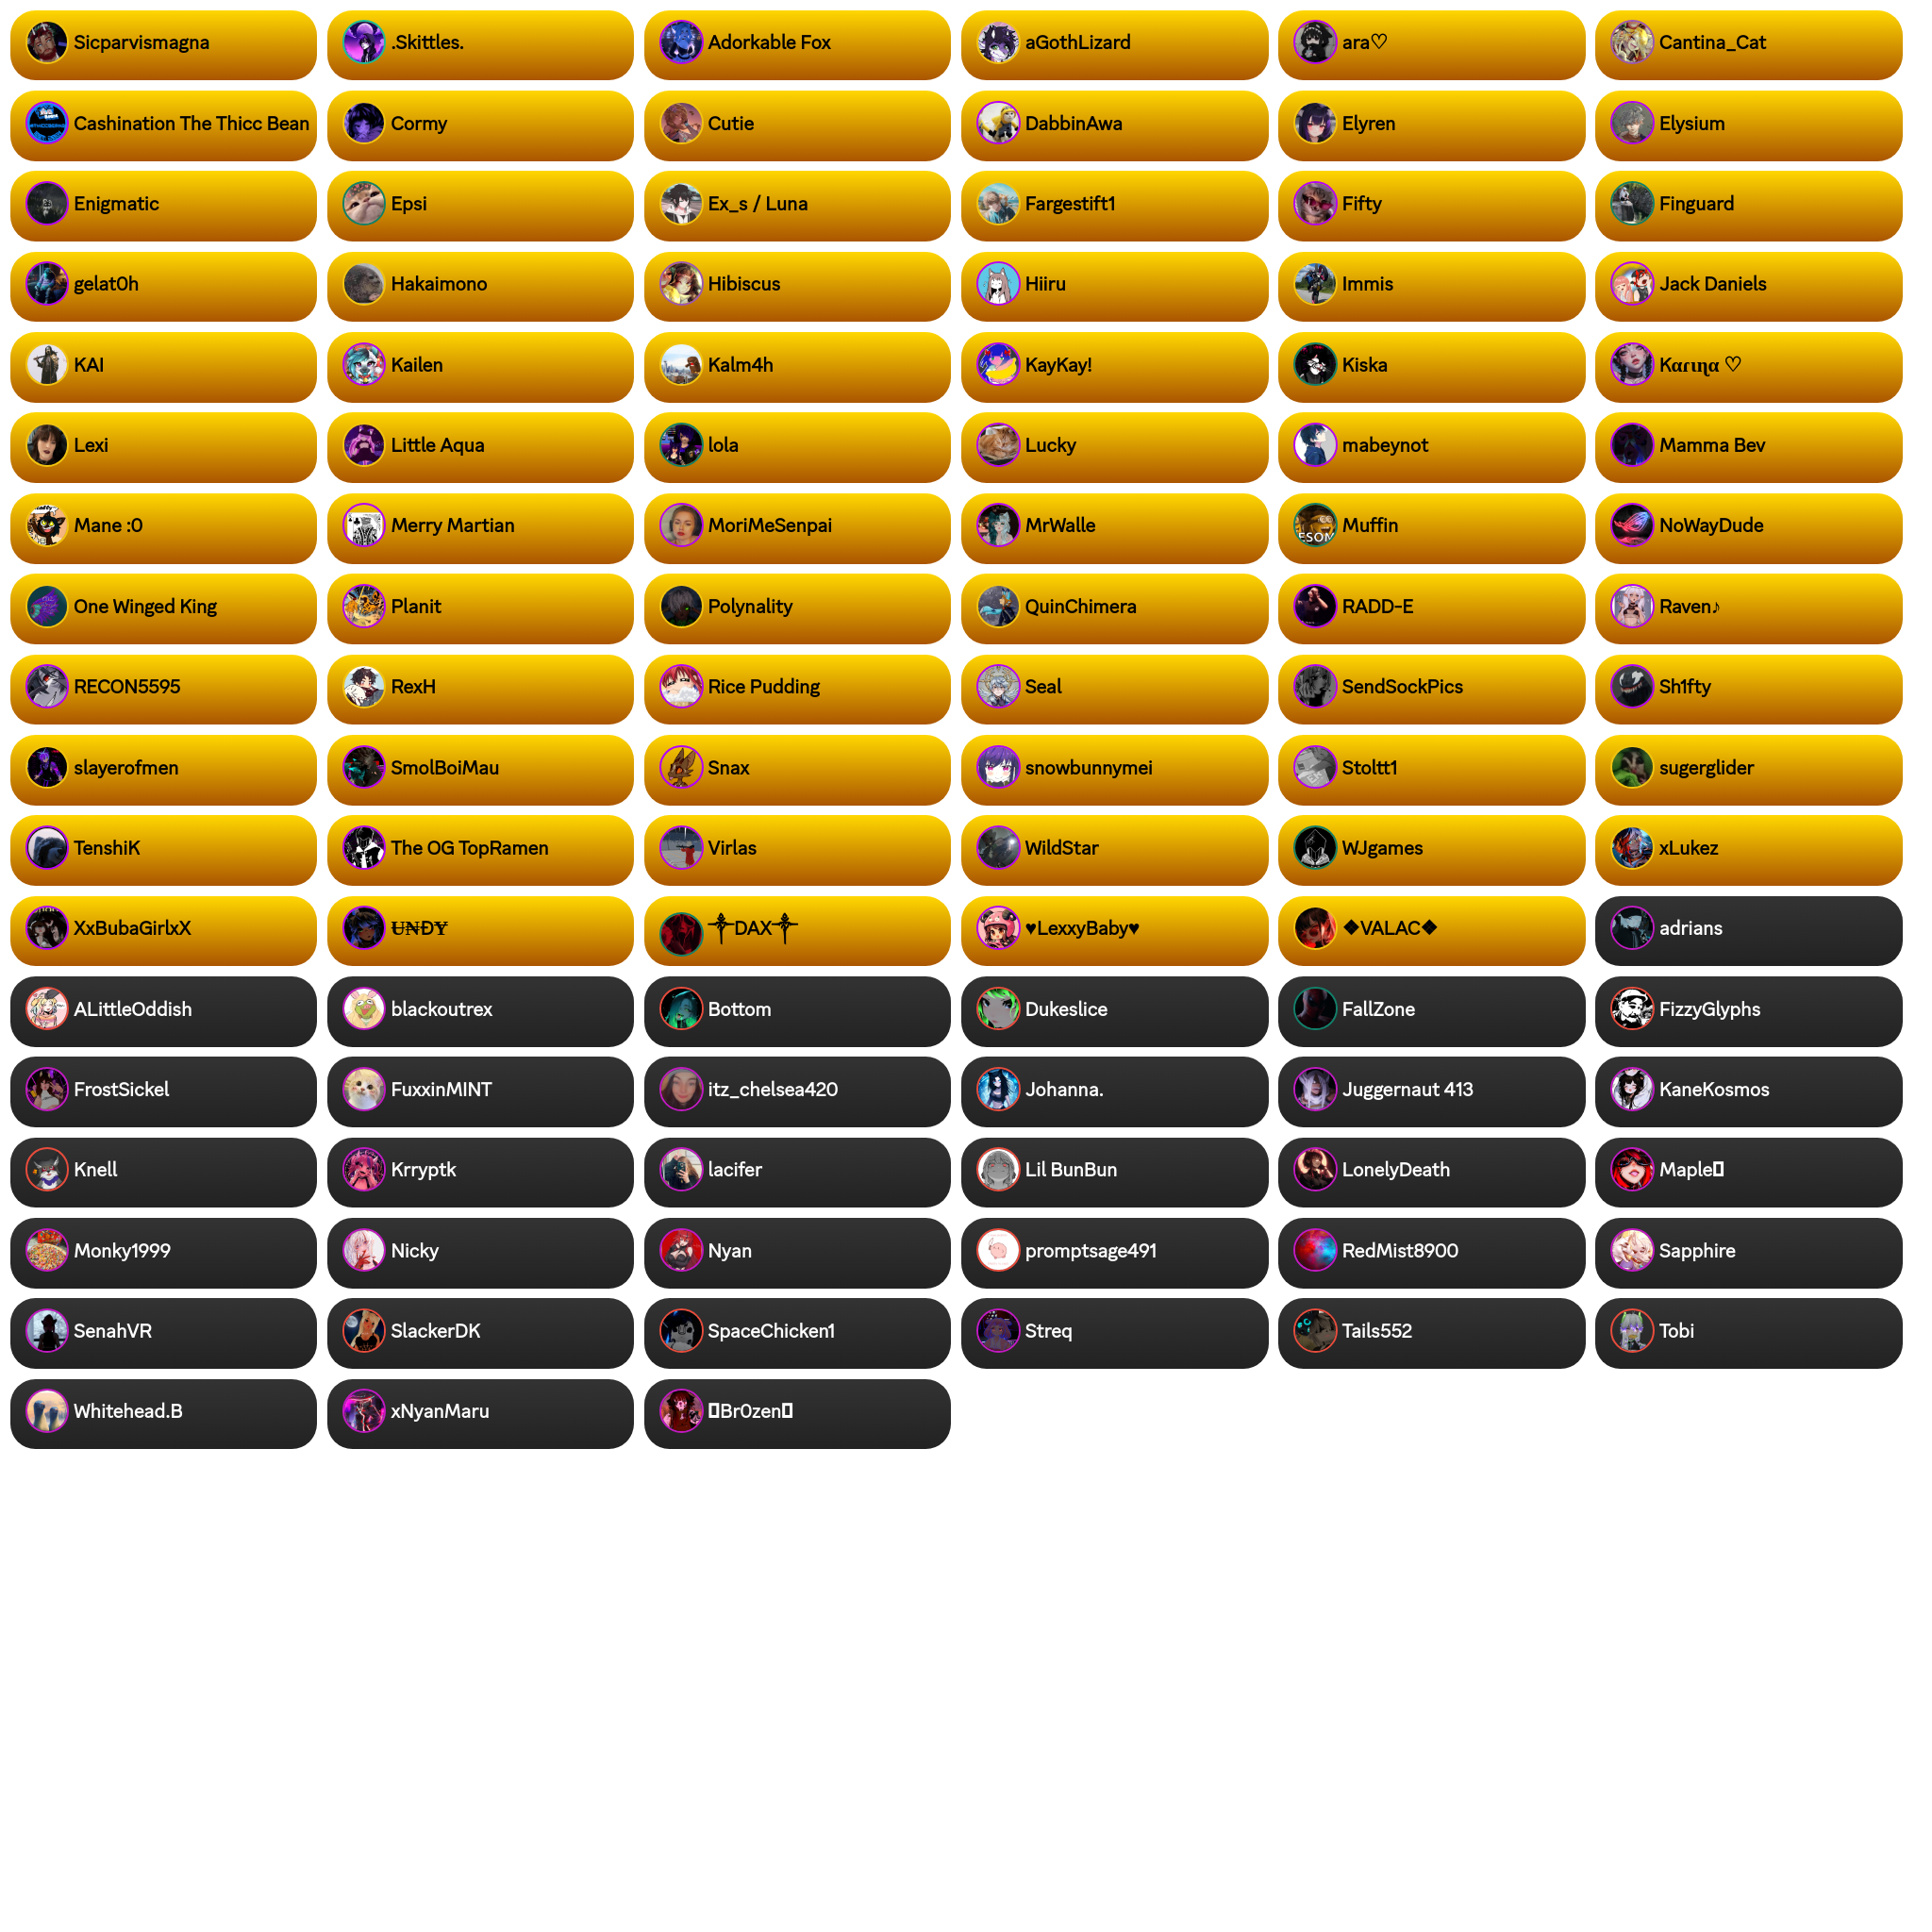 Sicparvismagna
.Skittles.
Adorkable Fox
aGothLizard
ara♡
Cantina_Cat
Cashination The Thicc Bean
Cormy
Cutie
DabbinAwa
Elyren
Elysium
Enigmatic
Epsi
Ex_s / Luna
Fargestift1
Fifty
Finguard
gelat0h
Hakaimono
Hibiscus
Hiiru
Immis
Jack Daniels
KAI
Kailen
Kalm4h
KayKay!
Kiska
Kαɾιɳα ♡
Lexi
Little Aqua
lola
Lucky
mabeynot
Mamma Bev
Mane :0
Merry Martian
MoriMeSenpai
MrWalle
ESOM
Muffin
NoWayDude
One Winged King
Planit
Polynality
QuinChimera
RADD-E
Raven♪
RECON5595
RexH
Rice Pudding
Seal
SendSockPics
Sh1fty
slayerofmen
SmolBoiMau
Snax
snowbunnymei
Stoltt1
sugerglider
TenshiK
The OG TopRamen
Virlas
WildStar
WJgames
xLukez
XxBubaGirlxX
U̶N̶ĐɎ
⸸DAX⸸
♥LexxyBaby♥
❖VALAC❖
adrians
ALittleOddish
blackoutrex
Bottom
Dukeslice
FallZone
FizzyGlyphs
FrostSickel
FuxxinMINT
itz_chelsea420
Johanna.
Juggernaut 413
KaneKosmos
Knell
Krryptk
lacifer
Lil BunBun
LonelyDeath
Maple▯
Monky1999
Nicky
Nyan
promptsage491
RedMist8900
Sapphire
SenahVR
SlackerDK
SpaceChicken1
Streq
Tails552
Tobi
Whitehead.B
xNyanMaru
▯Br0zen▯